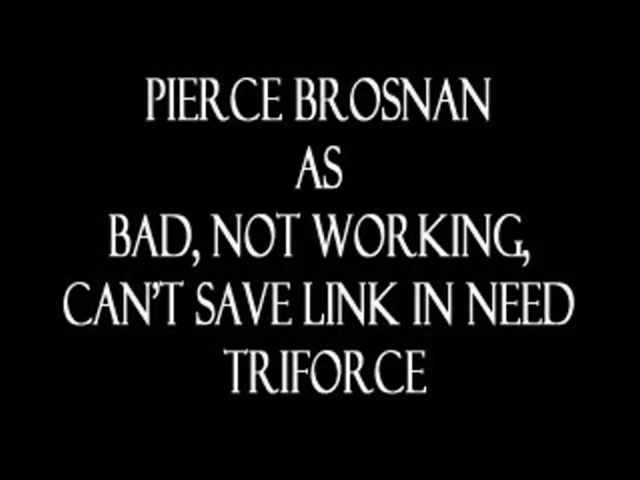 PIERCE BROSNAN
AS
BAD, NOT WORKING,
CAN'T SAVE LINK IN NEED
TRIFORCE